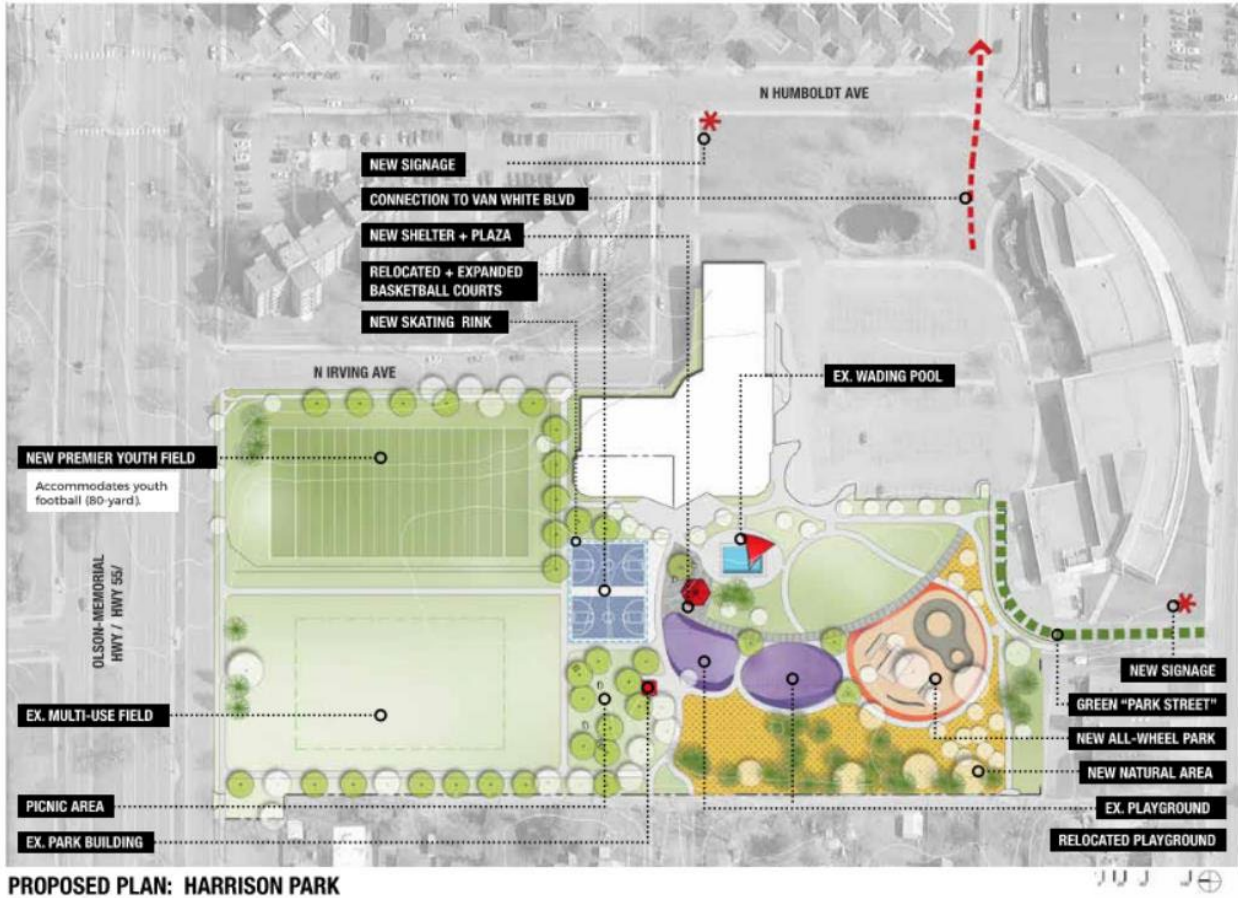 N HUMBOLDT AVE
NEW SIGNAGE
CONNECTION TO VAN WHITE BLVD
NEW SHELTER + PLAZA
RELOCATED + EXPANDED
BASKETBALL COURTS
NEW SKATING RINK
N IRVING AVE
EX. WADING POOL
NEW PREMIER YOUTH FIELD
Accommodates youth
football (80-yard).
OLSON-MEMORIAL
HWY / HWY 55/
NEW SIGNAGE
GREEN "PARK STREET"
EX. MULTI-USE FIELD
NEW ALL-WHEEL PARK
NEW NATURAL AREA
PICNIC AREA
EX. PLAYGROUND
EX. PARK BUILDING
RELOCATED PLAYGROUND
PROPOSED PLAN: HARRISON PARK